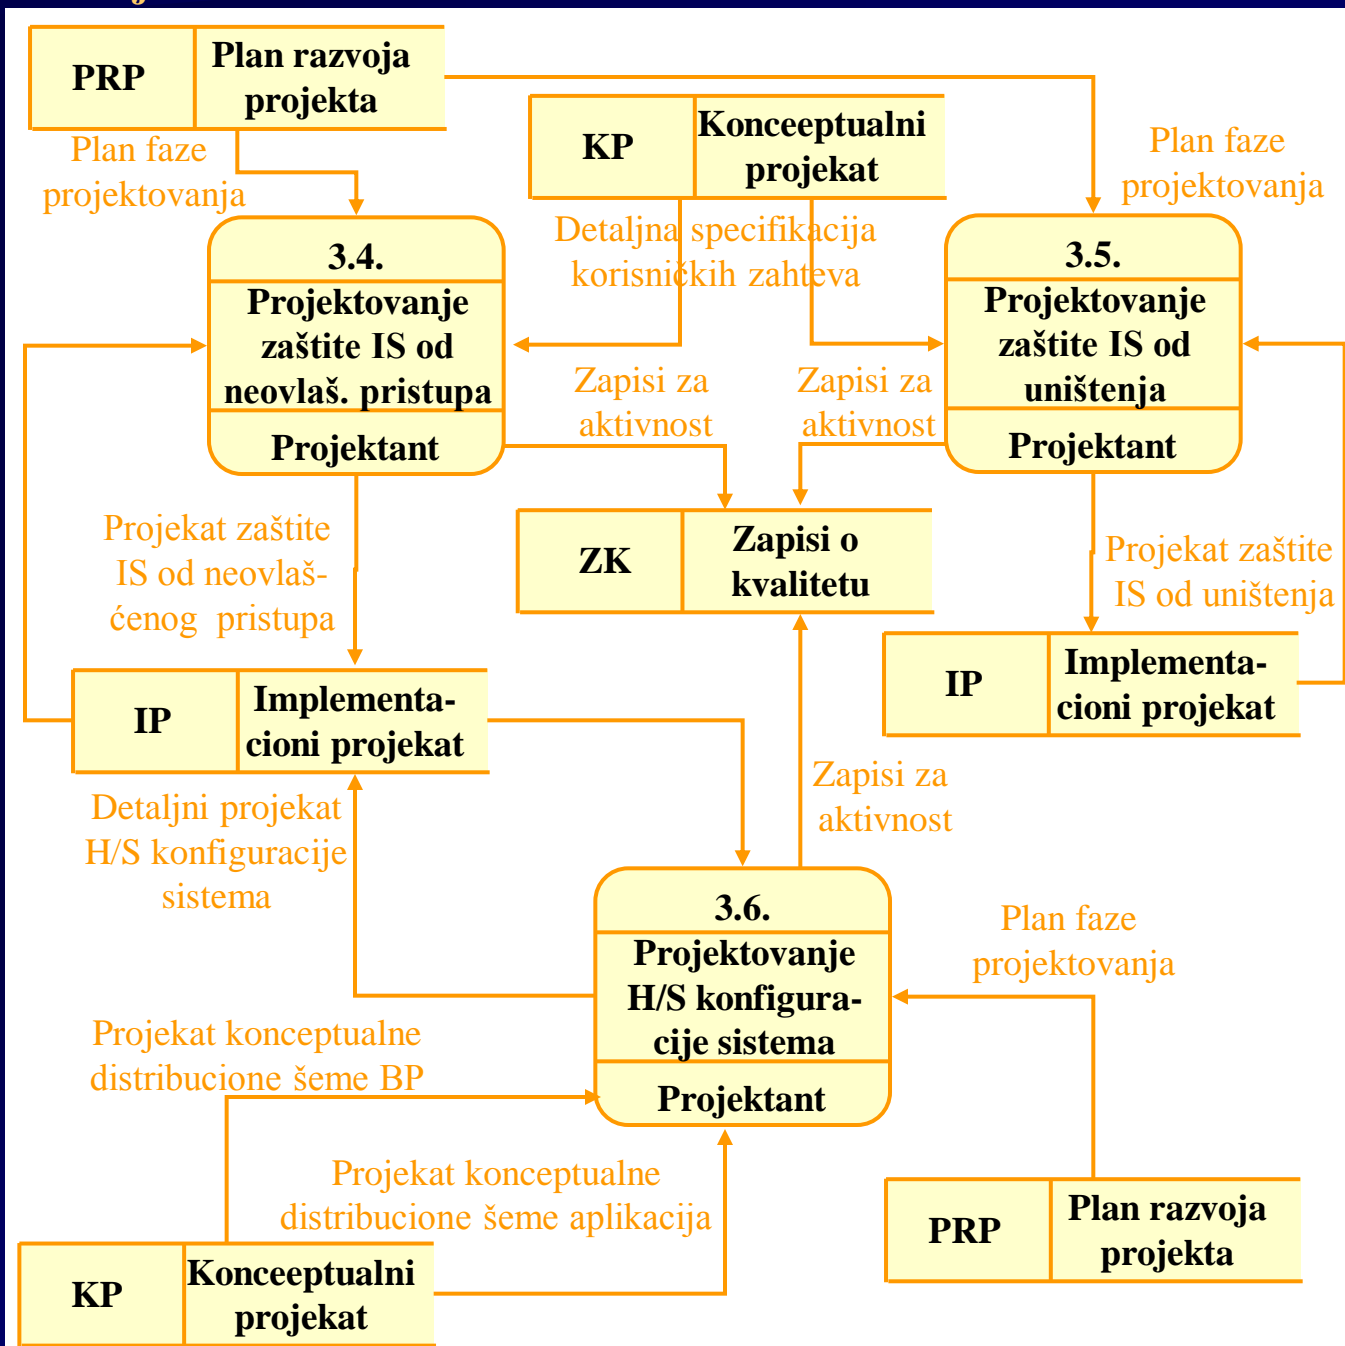 PRP
Plan razvoja
projekta
KP
Konceeptualni
projekat
Plan faze
projektovanja
Plan faze
projektovanja
Detaljna specifikacija
korisničkih zahteva
3.4.
Projektovanje
zaštite IS od
neovlaš. pristupa
Projektant
3.5.
Projektovanje
zaštite IS od
uništenja
Projektant
Zapisi za
aktivnost
Zapisi za
aktivnost
Projekat zaštite
IS od neovlaš-
ćenog pristupa
ZK
Zapisi o
kvalitetu
Projekat zaštite
IS od uništenja
IP
Implementa-
cioni projekat
IP
Implementa-
cioni projekat
Detaljni projekat
H/S konfiguracije
sistema
Zapisi za
aktivnost
3.6.
Projektovanje
H/S konfigura-
cije sistema
Projektant
Plan faze
projektovanja
Projekat konceptualne
distribucione šeme BP
Projekat konceptualne
distribucione šeme aplikacija
PRP
Plan razvoja
projekta
KP
Konceeptualni
projekat